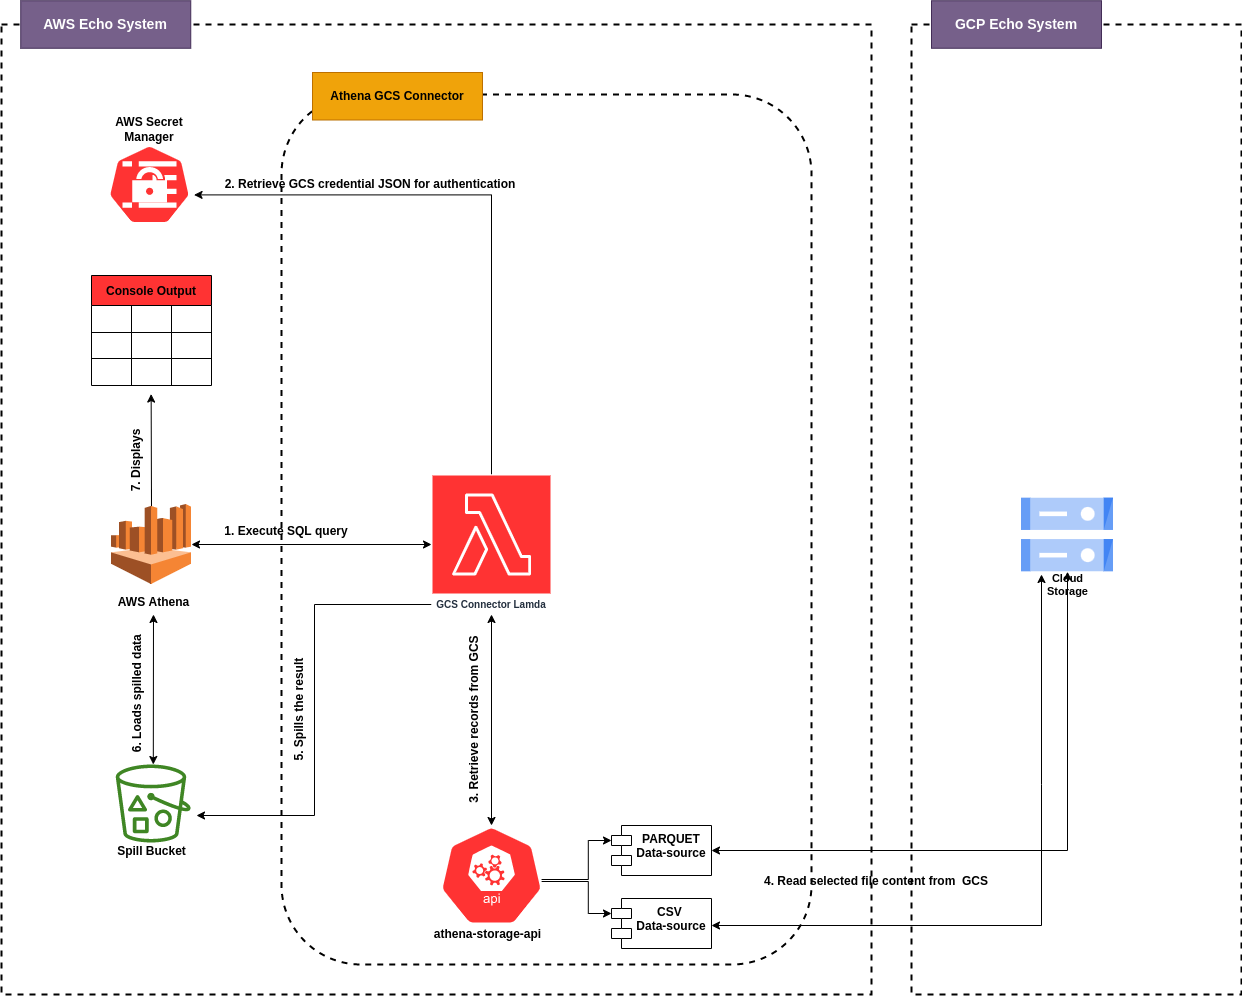 AWS Echo System
GCP Echo System
Athena GCS Connector
AWS Secret
Manager
2. Retrieve GCS credential JSON for authentication
Console Output
7. Displays
1. Execute SQL query
AWS Athena
GCS Connector Lamda
Cloud
Storage
6. Loads spilled data
5. Spills the result
3. Retrieve records from GCS
Spill Bucket
PARQUET
Data-source
4. Read selected file content from  GCS
api
CSV
Data-source
athena-storage-api